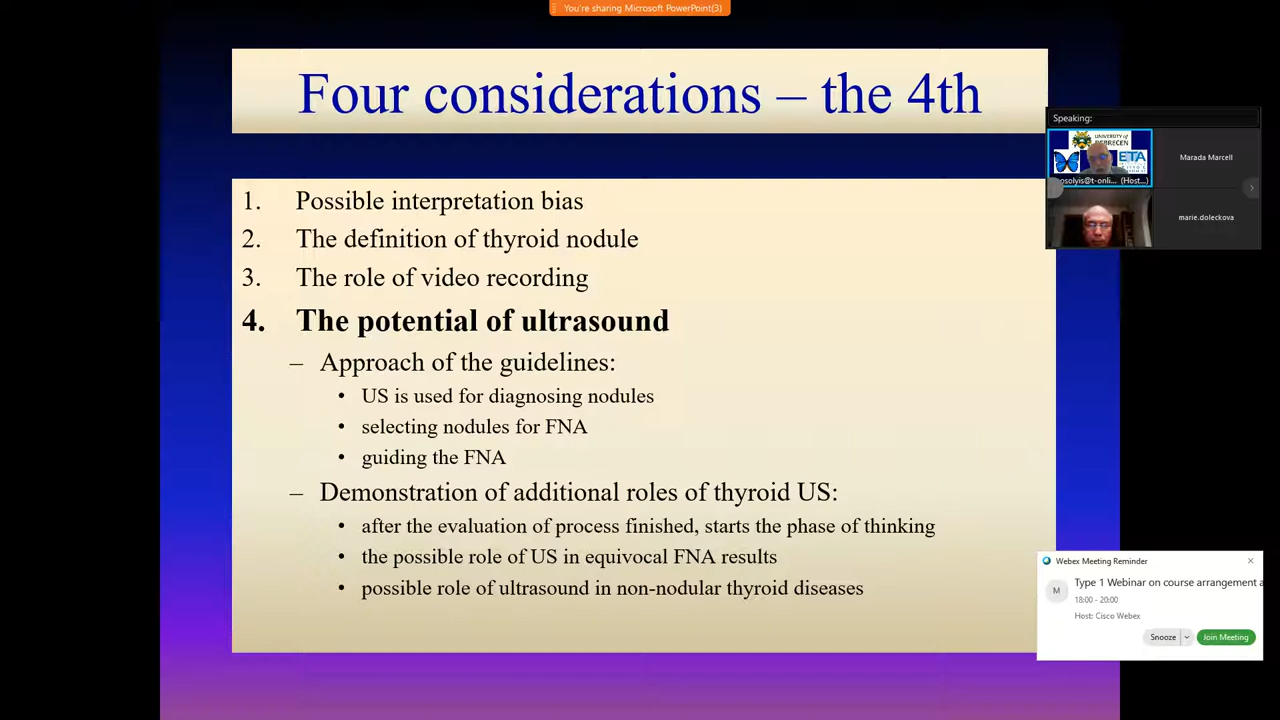 You're sharing Microsoft PowerPoint(3)
Four considerations – the 4th
Speaking:
UNIVERSITY of
DEBRECEN
ETA
(Host...)
Marada Marcell
marie.doleckova
1. Possible interpretation bias
2. The definition of thyroid nodule
3. The role of video recording
4. The potential of ultrasound
– Approach of the guidelines:
• US is used for diagnosing nodules
• selecting nodules for FNA
• guiding the FNA
– Demonstration of additional roles of thyroid US:
• after the evaluation of process finished, starts the phase of thinking
• the possible role of US in equivocal FNA results
• possible role of ultrasound in non-nodular thyroid diseases
Webex Meeting Reminder
M
Type 1 Webinar on course arrangement a
18:00 - 20:00
Host: Cisco Webex
Snooze
Join Meeting